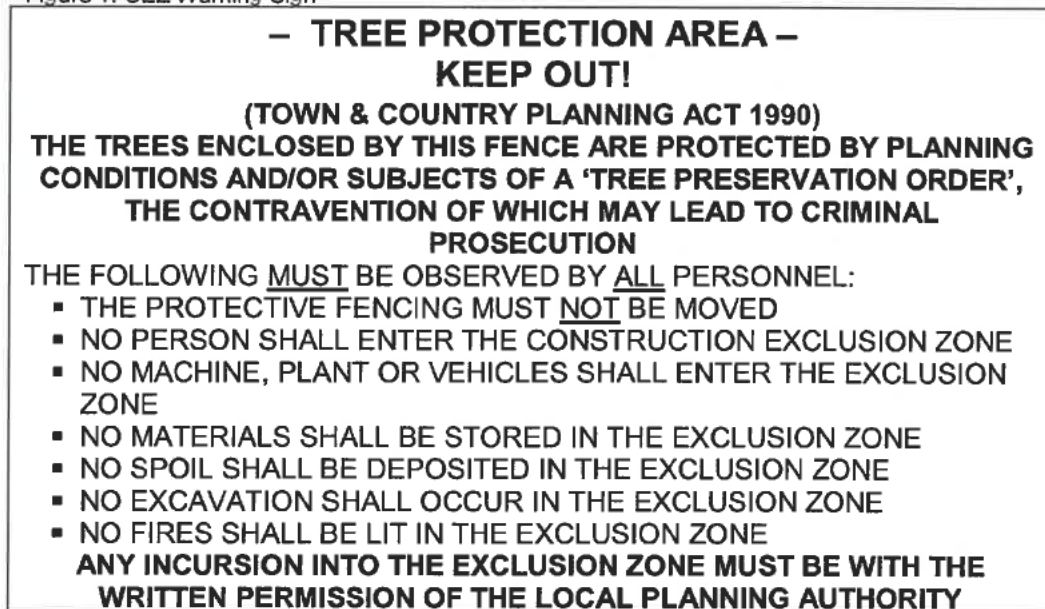 – TREE PROTECTION AREA –
KEEP OUT!
(TOWN & COUNTRY PLANNING ACT 1990)
THE TREES ENCLOSED BY THIS FENCE ARE PROTECTED BY PLANNING
CONDITIONS AND/OR SUBJECTS OF A ‘TREE PRESERVATION ORDER’,
THE CONTRAVENTION OF WHICH MAY LEAD TO CRIMINAL
PROSECUTION
THE FOLLOWING MUST BE OBSERVED BY ALL PERSONNEL:
▪ THE PROTECTIVE FENCING MUST NOT BE MOVED
▪ NO PERSON SHALL ENTER THE CONSTRUCTION EXCLUSION ZONE
▪ NO MACHINE, PLANT OR VEHICLES SHALL ENTER THE EXCLUSION
ZONE
▪ NO MATERIALS SHALL BE STORED IN THE EXCLUSION ZONE
▪ NO SPOIL SHALL BE DEPOSITED IN THE EXCLUSION ZONE
▪ NO EXCAVATION SHALL OCCUR IN THE EXCLUSION ZONE
▪ NO FIRES SHALL BE LIT IN THE EXCLUSION ZONE
ANY INCURSION INTO THE EXCLUSION ZONE MUST BE WITH THE
WRITTEN PERMISSION OF THE LOCAL PLANNING AUTHORITY